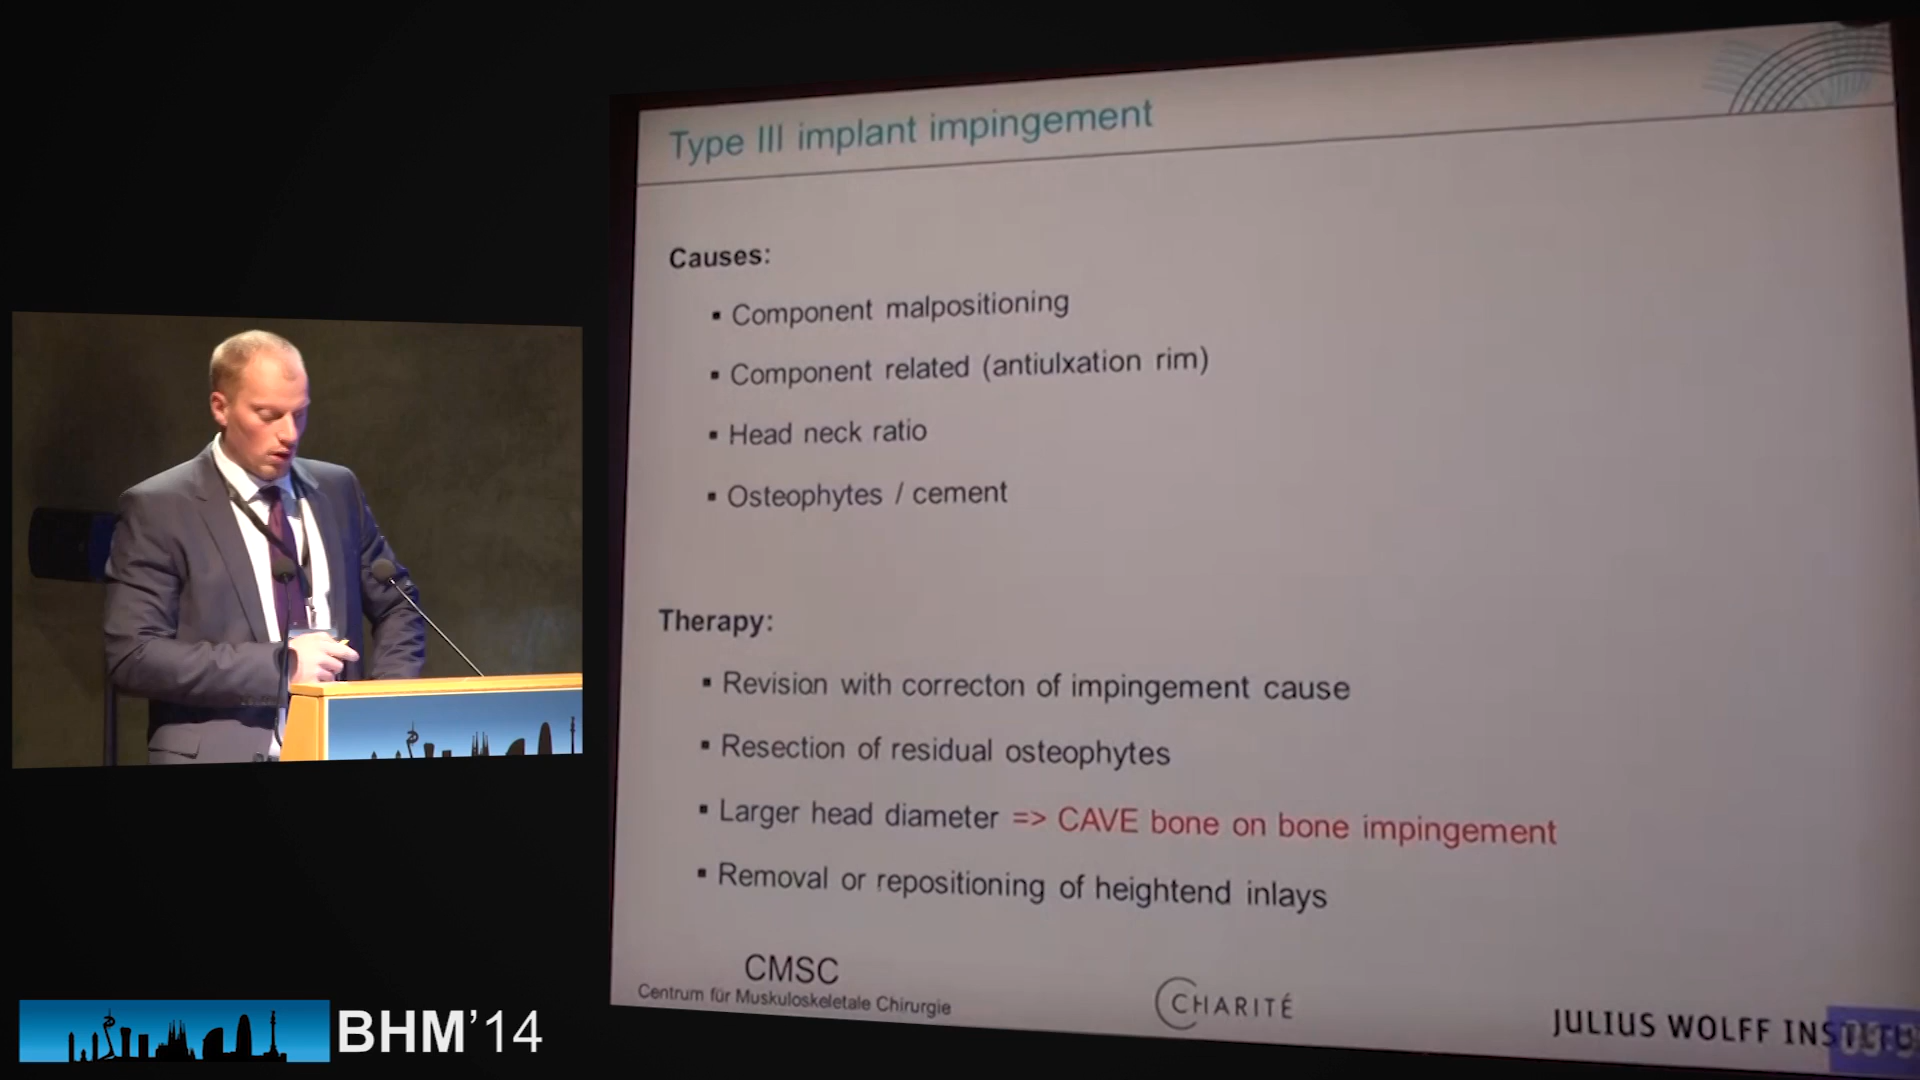 Type III implant impingement
Causes:
▪ Component malpositioning
▪ Component related (antiulxation rim)
▪ Head neck ratio
▪ Osteophytes / cement
Therapy:
▪ Revision with correcton of impingement cause
▪ Resection of residual osteophytes
▪ Larger head diameter => CAVE bone on bone impingement
▪ Removal or repositioning of heightend inlays
CMSC
Centrum für Muskuloskeletale Chirurgie
CHARITÉ
JULIUS WOLFF
BHM'14